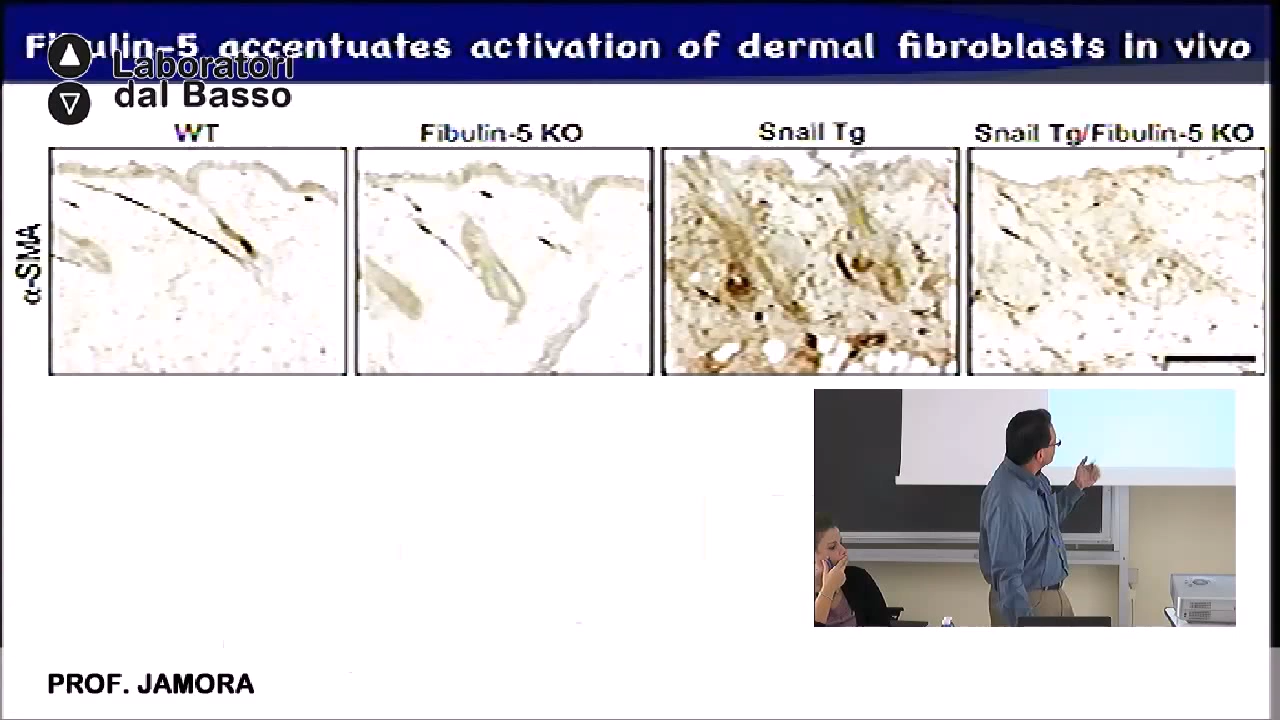 Fibulin-5 accentuates activation of dermal fibroblasts in vivo
Laboratori
dal Basso
WT
Fibulin-5 KO
Snail Tg
Snail Tg/Fibulin-5 KO
α-SMA
PROF. JAMORA